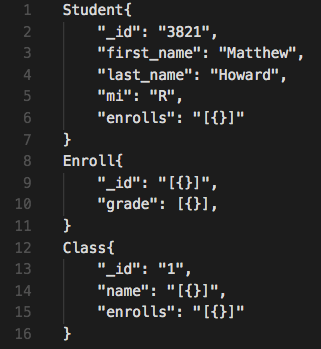 1 Student{
2 "_id": "3821",
3 "first_name": "Matthew",
4 "last_name": "Howard",
5 "mi": "R",
6 "enrolls": "[{}]"
7 }
8 Enroll{
9 "_id": "[{}]",
10 "grade": [{}],
11 }
12 Class{
13 "_id": "1",
14 "name": "[{}]",
15 "enrolls": "[{}]"
16 }